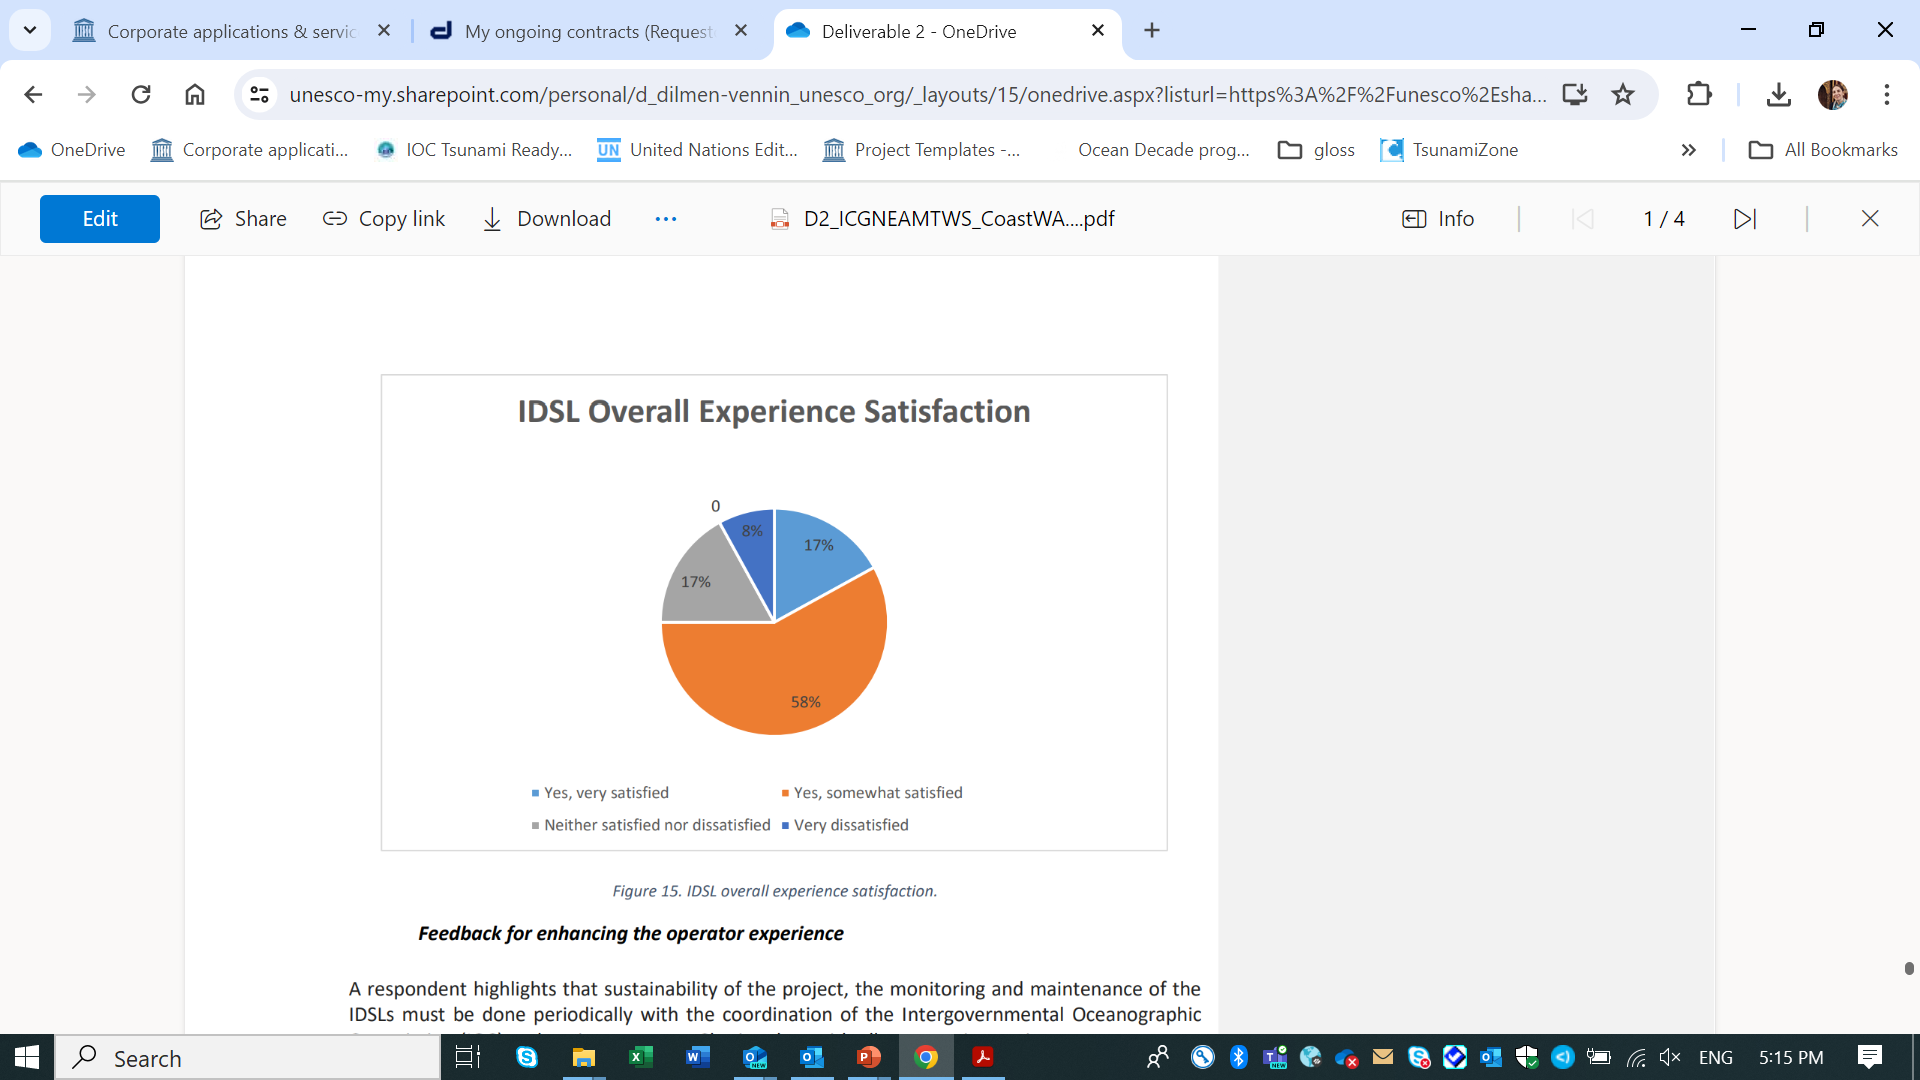 Corporate applications & servic
My ongoing contracts (Request
Deliverable 2 - OneDrive
unesco-my.sharepoint.com/personal/d_dilmen-vennin_unesco_org/_layouts/15/onedrive.aspx?listurl=https%3A%2F%2Funesco%2Esha...
OneDrive
Corporate applicati...
IOC Tsunami Ready...
UN United Nations Edit...
Project Templates -...
Ocean Decade prog...
gloss
TsunamiZone
All Bookmarks
Edit
Share
Copy link
Download
D2_ICGNEAMTWS_CoastWA....pdf
Info
1 / 4
IDSL Overall Experience Satisfaction
0
8%
17%
17%
58%
Yes, very satisfied
Yes, somewhat satisfied
Neither satisfied nor dissatisfied
Very dissatisfied
Figure 15. IDSL overall experience satisfaction.
Feedback for enhancing the operator experience
A respondent highlights that sustainability of the project, the monitoring and maintenance of the
IDSLs must be done periodically with the coordination of the Intergovernmental Oceanographic
Search
ENG
5:15 PM